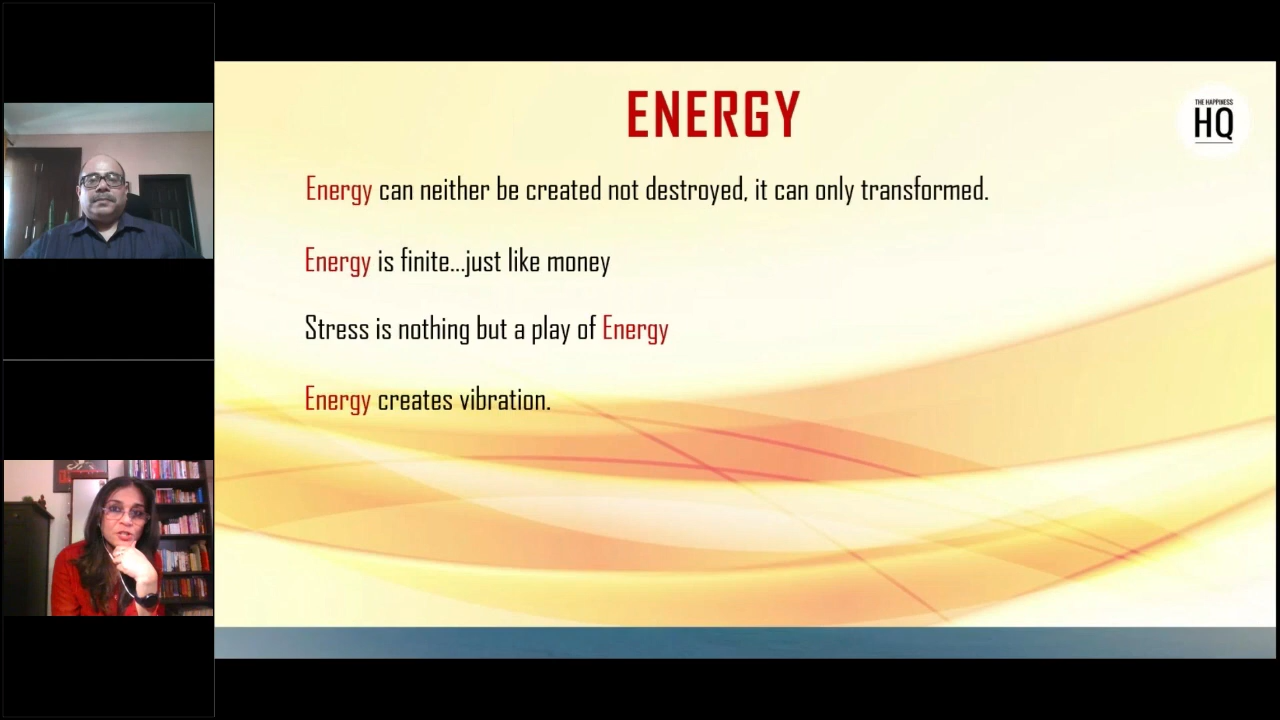 ENERGY
THE HAPPINESS
HQ
Energy can neither be created not destroyed, it can only transformed.
Energy is finite...just like money
Stress is nothing but a play of Energy
Energy creates vibration.